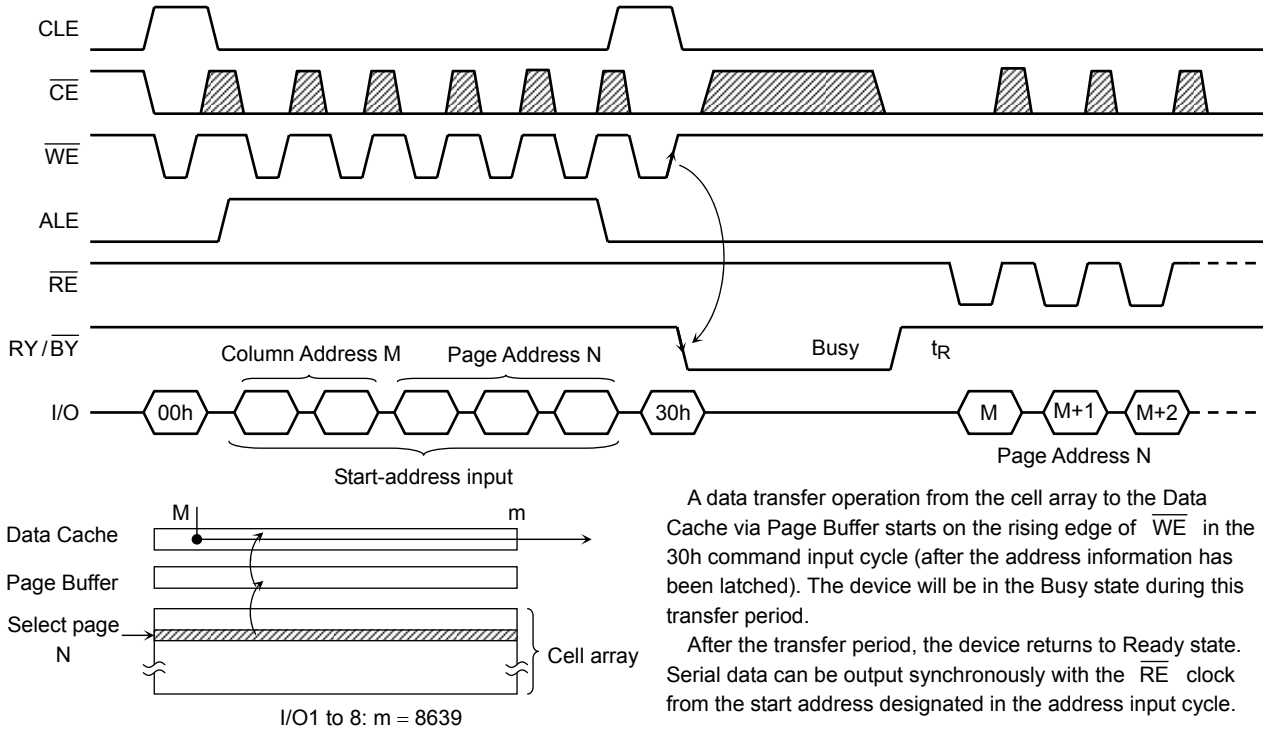 CLE
CE
WE
ALE
RE
RY/BY
Busy
tR
Column Address M
Page Address N
I/O
00h
30h
M
M+1
M+2
Start-address input
Page Address N
M
m
Data Cache
Page Buffer
Select page
N
Cell array
I/O1 to 8: m = 8639
A data transfer operation from the cell array to the Data
Cache via Page Buffer starts on the rising edge of WE in the
30h command input cycle (after the address information has
been latched). The device will be in the Busy state during this
transfer period.
After the transfer period, the device returns to Ready state.
Serial data can be output synchronously with the RE clock
from the start address designated in the address input cycle.